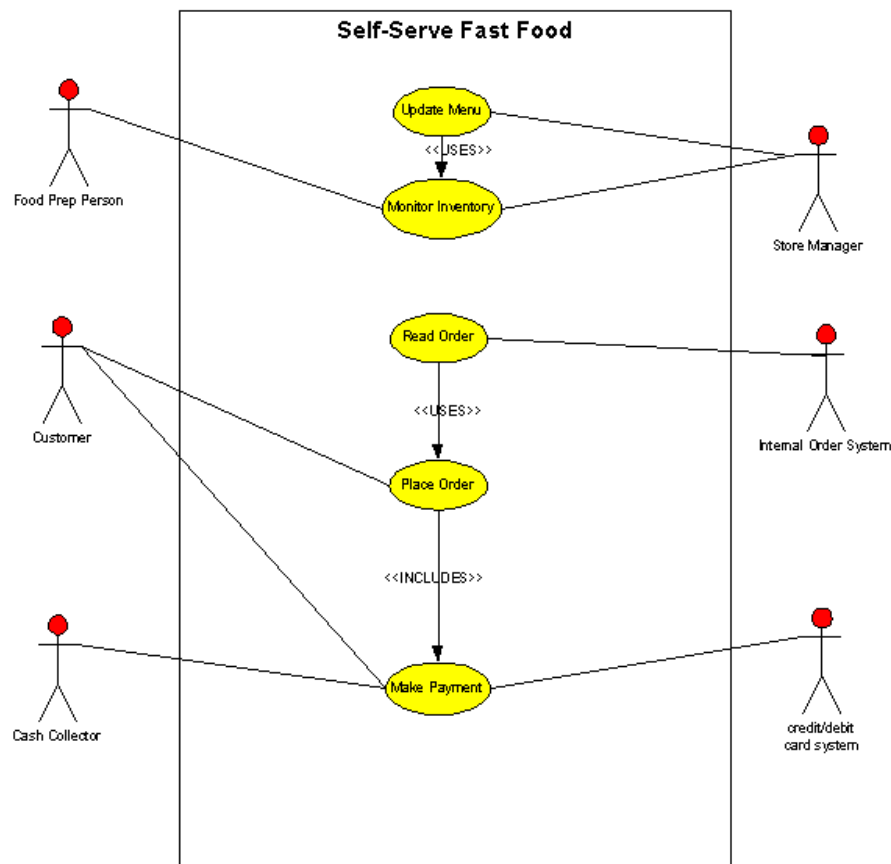 Self-Serve Fast Food
Update Menu
<<USES>>
Food Prep Person
Monitor Inventory
Store Manager
Read Order
<<USES>>
Customer
Internal Order System
Place Order
<<INCLUDES>>
Make Payment
Cash Collector
credit/debit
card system